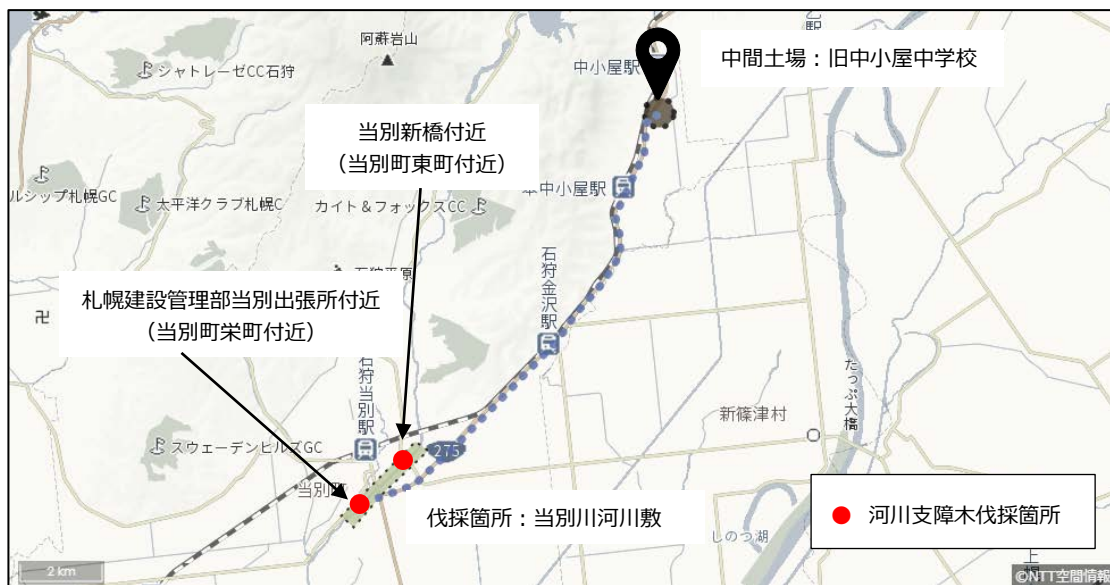 阿蘇岩山
シャトレーゼCC石狩
中小屋駅
中間土場：旧中小屋中学校
当別新橋付近
（当別町東町付近）
ルシップ札幌GC
太平洋クラブ札幌C
カイト＆フォックスCC
本中小屋駅
石狩金沢駅
札幌建設管理部当別出張所付近
（当別町栄町付近）
卍
石狩当別駅
たっぷ大橋
新篠津村
スウェーデンヒルズGC
275
当別町
伐採箇所：当別川河川敷
河川支障木伐採箇所
しのつ湖
2 km
©NTT空間情報